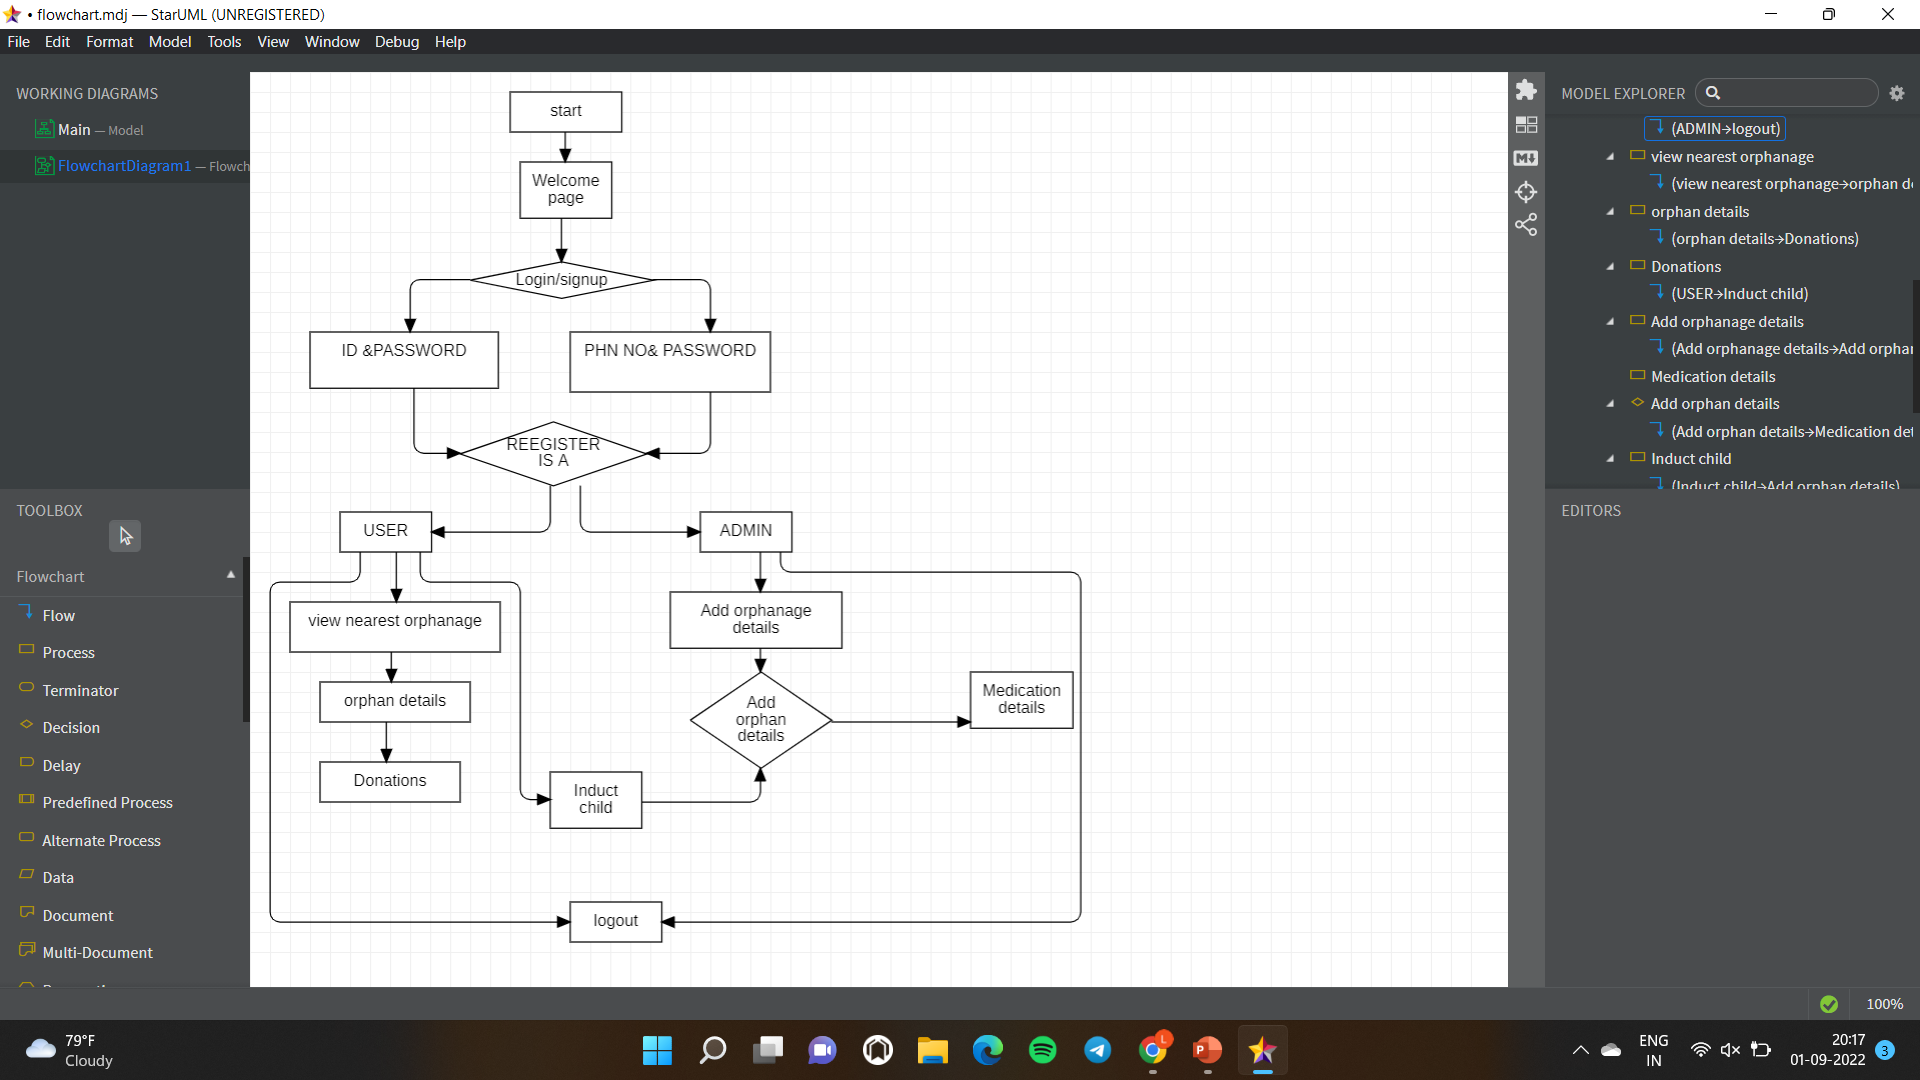 • flowchart.mdj — StarUML (UNREGISTERED)
File Edit Format Model Tools View Window Debug Help
WORKING DIAGRAMS
Main — Model
FlowchartDiagram1 — Flowch
TOOLBOX
Flowchart
Flow
Process
Terminator
Decision
Delay
Predefined Process
Alternate Process
Data
Document
Multi-Document
start
Welcome
page
Login/signup
ID &PASSWORD
PHN NO& PASSWORD
REEGISTER
IS A
USER
ADMIN
view nearest orphanage
Add orphanage
details
orphan details
Add
orphan
details
Medication
details
Donations
Induct
child
logout
MODEL EXPLORER
(ADMIN→logout)
view nearest orphanage
(view nearest orphanage→orphan de
orphan details
(orphan details→Donations)
Donations
(USER→Induct child)
Add orphanage details
(Add orphanage details→Add orphan
Medication details
Add orphan details
(Add orphan details→Medication det
Induct child
(Induct child→Add orphan details)
EDITORS
100%
79°F
Cloudy
ENG
IN
20:17
01-09-2022
3